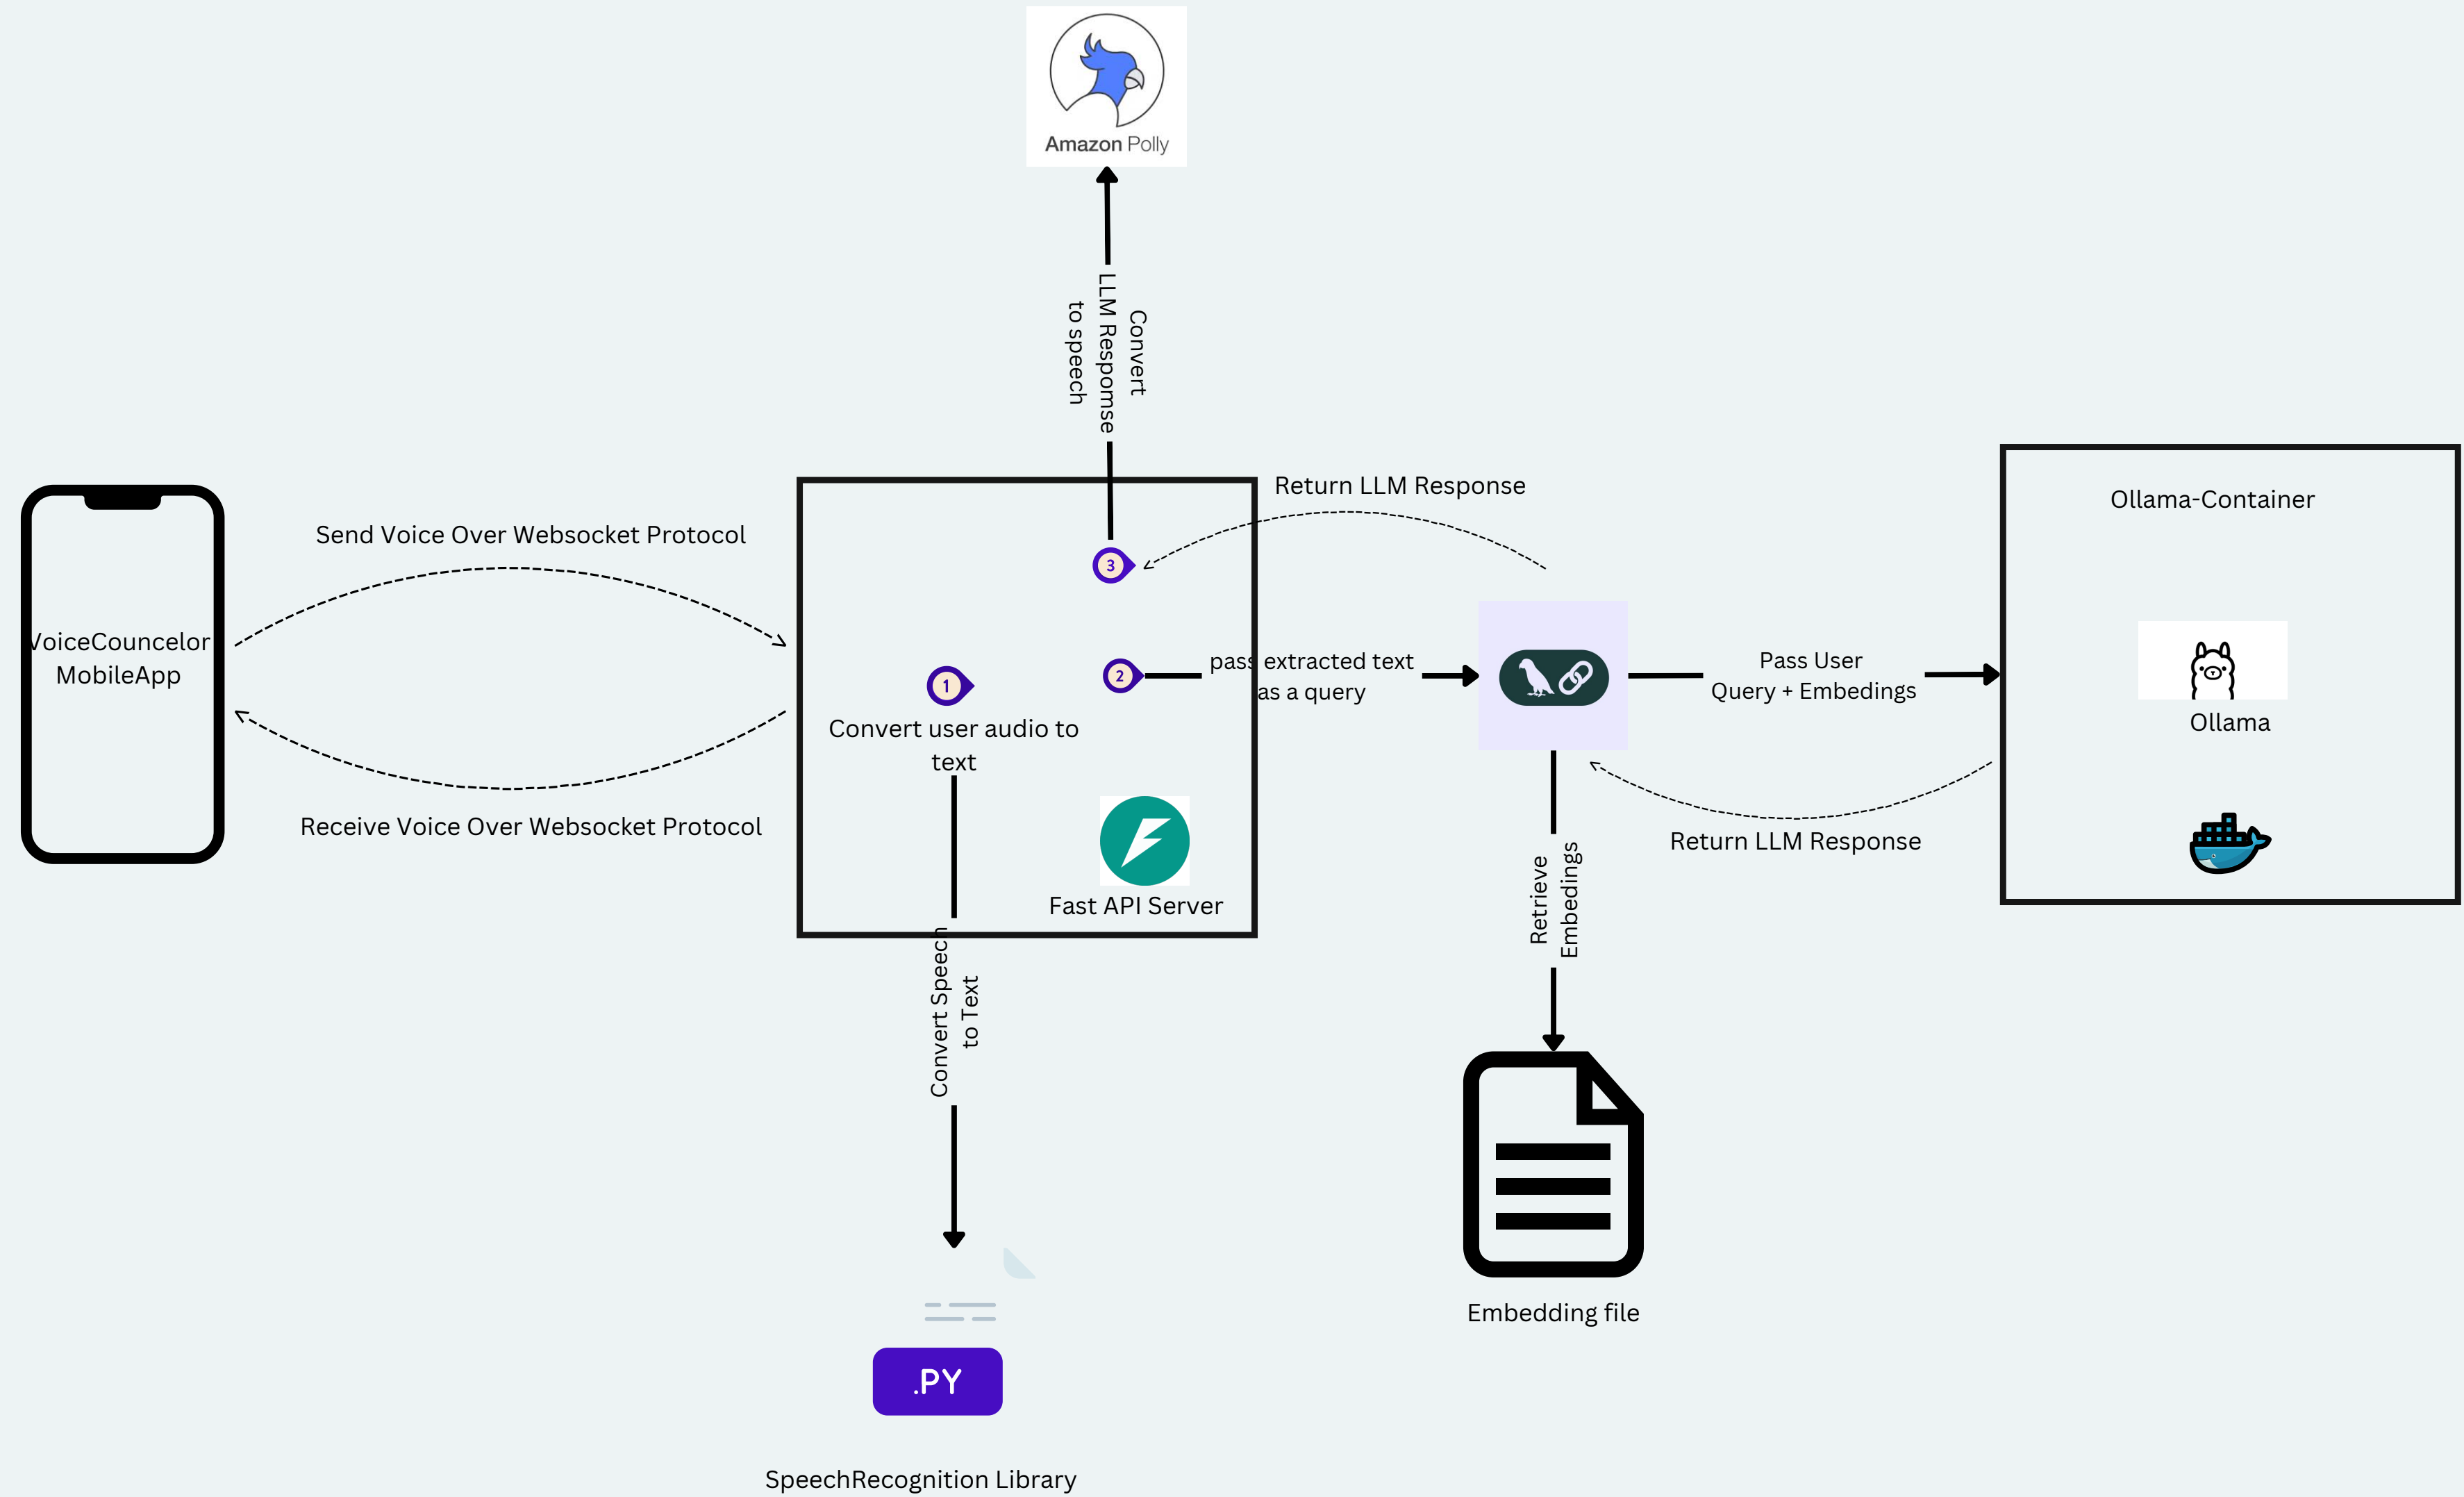 Amazon Polly
Convert
LLM Respomse
to speech
Return LLM Response
Ollama-Container
Send Voice Over Websocket Protocol
3
VoiceCouncelor
MobileApp
pass extracted text
as a query
2
1
Pass User
Query + Embedings
Convert user audio to
text
Ollama
Receive Voice Over Websocket Protocol
Return LLM Response
Fast API Server
Retrieve
Embedings
Convert Speech
to Text
Embedding file
.PY
SpeechRecognition Library